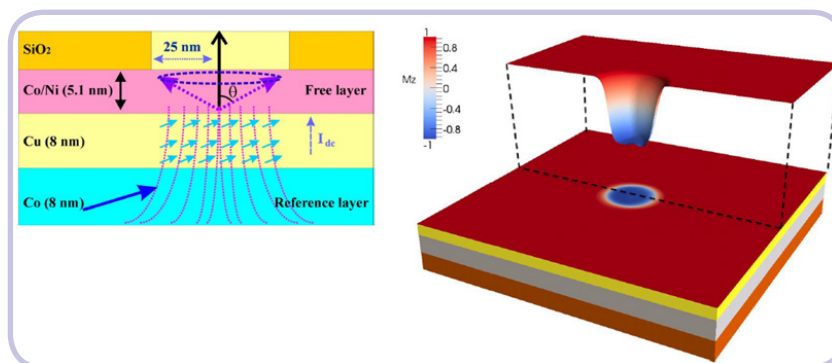 SiO₂
25 nm
Co/Ni (5.1 nm)
θ
Free layer
Cu (8 nm)
I_dc
Co (8 nm)
Reference layer
Mz
1
0.8
0.4
0
-0.4
-0.8
-1